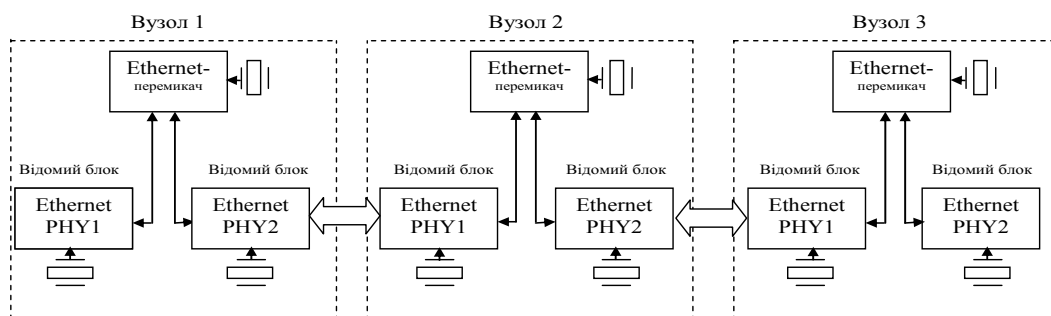 Вузол 1
Вузол 2
Вузол 3
Ethernet-
перемикач
Ethernet-
перемикач
Ethernet-
перемикач
Відомий блок
Відомий блок
Відомий блок
Відомий блок
Відомий блок
Відомий блок
Ethernet
PHY1
Ethernet
PHY2
Ethernet
PHY1
Ethernet
PHY2
Ethernet
PHY1
Ethernet
PHY2